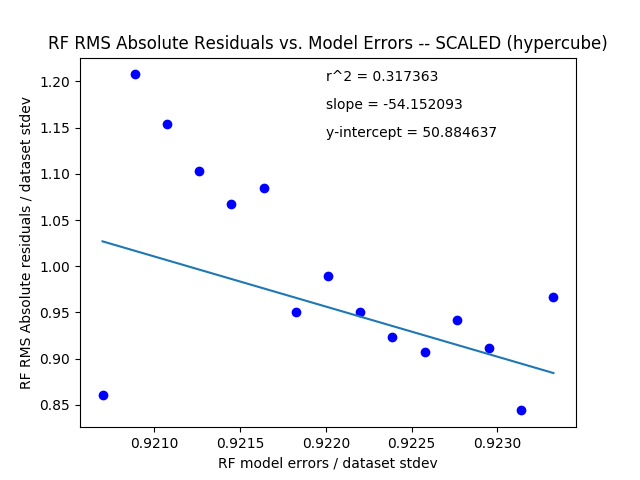 RF RMS Absolute Residuals vs. Model Errors -- SCALED (hypercube)
r^2 = 0.317363
slope = -54.152093
y-intercept = 50.884637
RF RMS Absolute residuals / dataset stdev
1.20
1.15
1.10
1.05
1.00
0.95
0.90
0.85
0.9210 0.9215 0.9220 0.9225 0.9230
RF model errors / dataset stdev